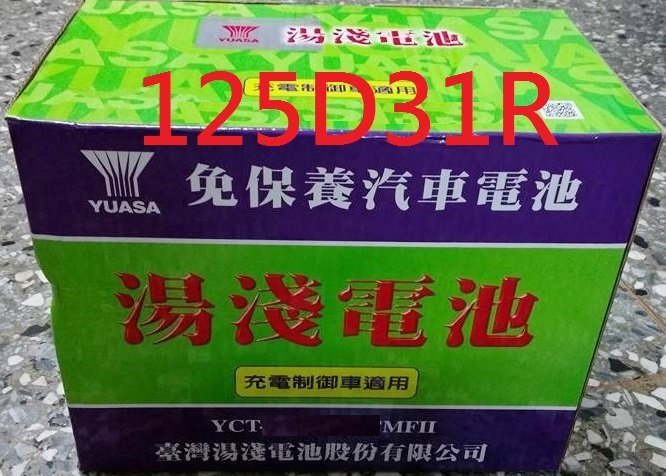 YUASA
湯淺電池
充電制御車適用
125D31R
YUASA
免保養汽車電池
湯淺電池
充電制御車適用
YCT- MFII
臺灣湯淺電池股份有限公司